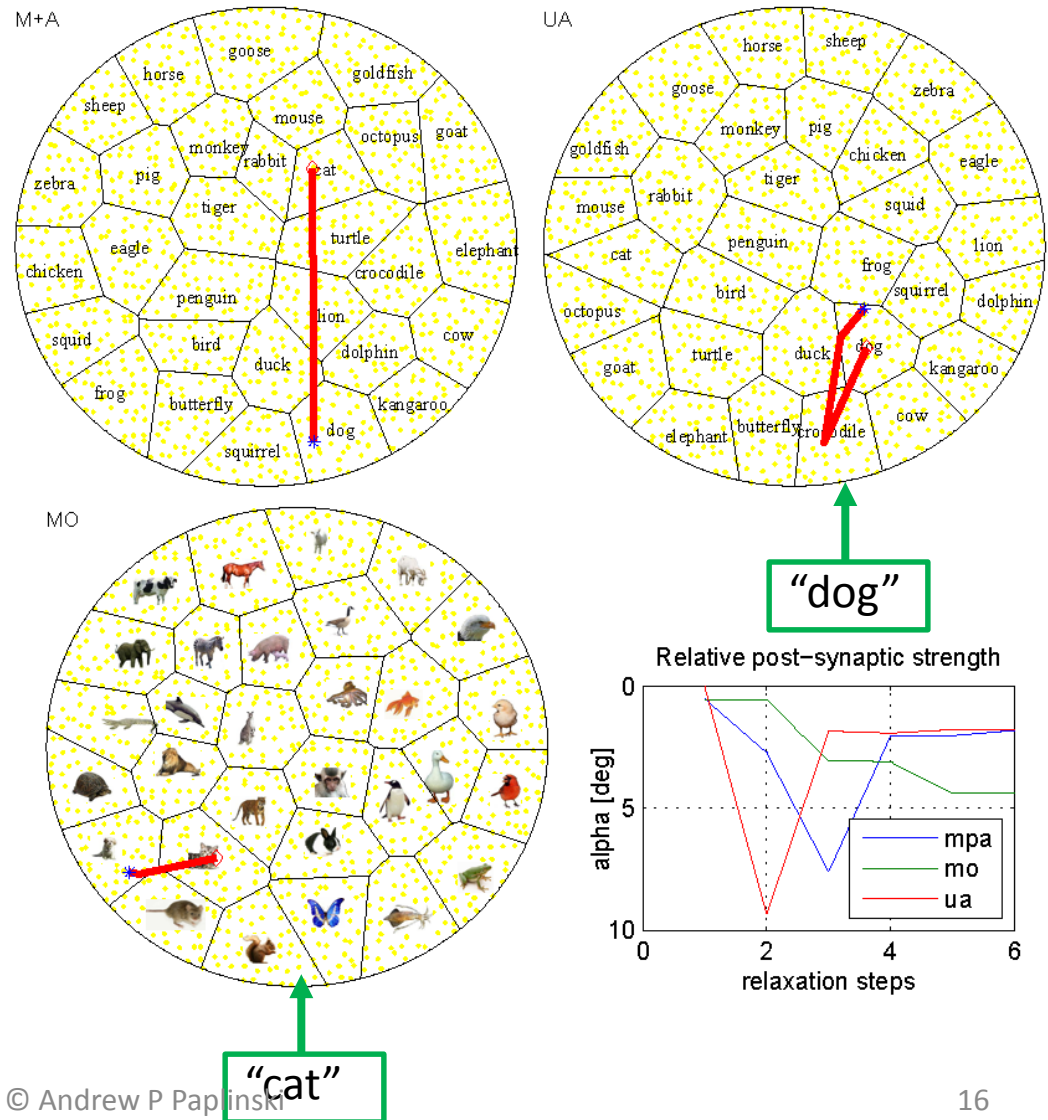 M+A
goose
horse
goldfish
sheep
mouse
octopus
goat
monkey
rabbit
cat
zebra
pig
tiger
turtle
elephant
eagle
chicken
crocodile
penguin
lion
squid
bird
dolphin
cow
duck
frog
butterfly
kangaroo
dog
squirrel
UA
sheep
horse
goose
zebra
pig
monkey
goldfish
chicken
eagle
tiger
rabbit
mouse
squid
penguin
lion
cat
frog
bird
squirrel
dolphin
octopus
dog
turtle
duck
goat
kangaroo
cow
butterfly
crocodile
elephant
“dog”
MO
“cat”
Relative post-synaptic strength
0
5
10
alpha [deg]
mpa
mo
ua
0 2 4 6
relaxation steps
© Andrew P Paplinski
16